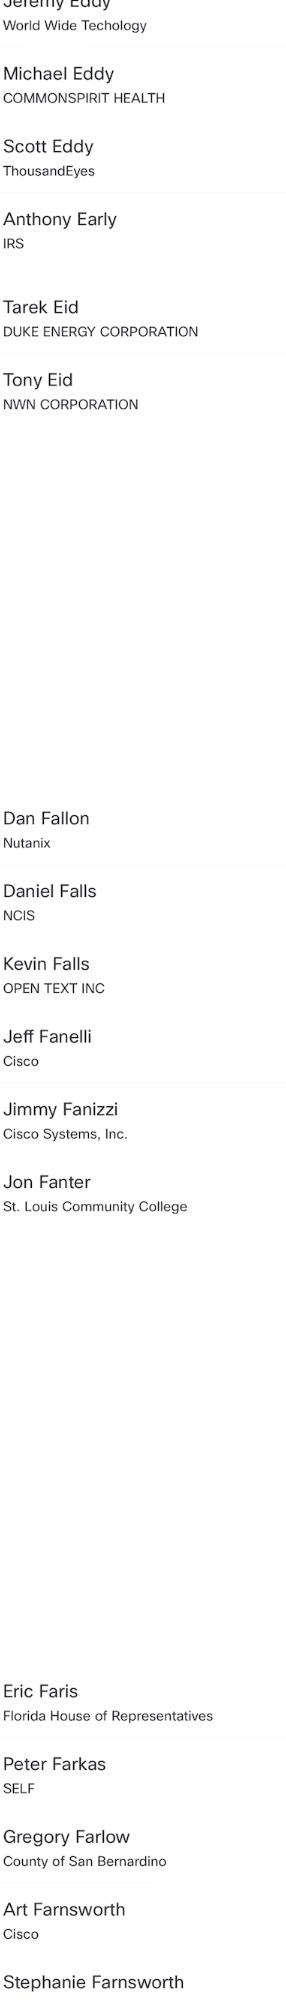 Jeremy Eddy
World Wide Techology
Michael Eddy
COMMONSPIRIT HEALTH
Scott Eddy
ThousandEyes
Anthony Early
IRS
Tarek Eid
DUKE ENERGY CORPORATION
Tony Eid
NWN CORPORATION
Dan Fallon
Nutanix
Daniel Falls
NCIS
Kevin Falls
OPEN TEXT INC
Jeff Fanelli
Cisco
Jimmy Fanizzi
Cisco Systems, Inc.
Jon Fanter
St. Louis Community College
Eric Faris
Florida House of Representatives
Peter Farkas
SELF
Gregory Farlow
County of San Bernardino
Art Farnsworth
Cisco
Stephanie Farnsworth